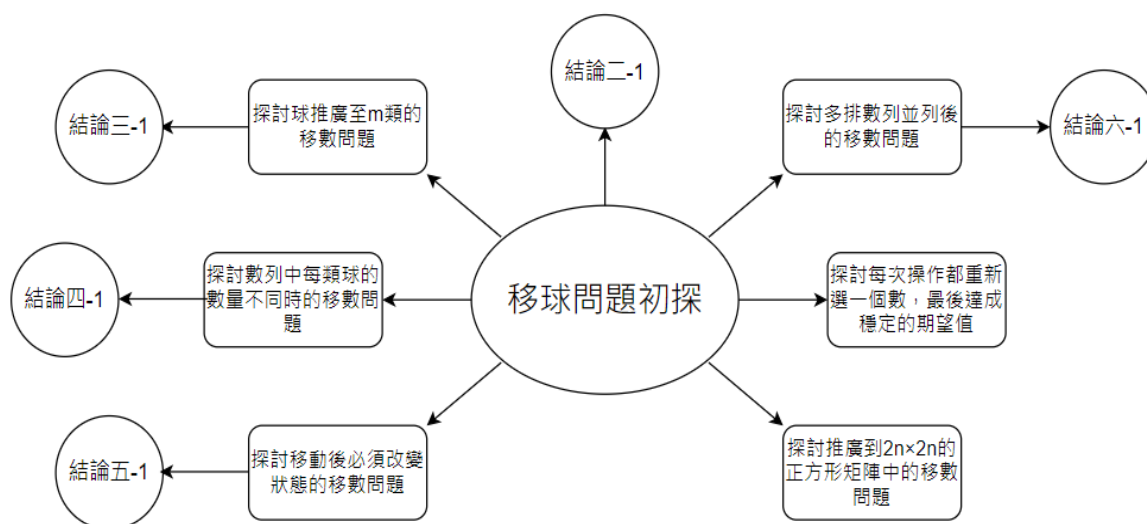 結論二-1
結論三-1
探討球推廣至m類的
移數問題
探討多排數列並列後
的移數問題
結論六-1
結論四-1
探討數列中每類球的
數量不同時的移數問
題
移球問題初探
探討每次操作都重新
選一個數，最後達成
穩定的期望值
結論五-1
探討移動後必須改變
狀態的移數問題
探討推廣到2n×2n的
正方形矩陣中的移數
問題